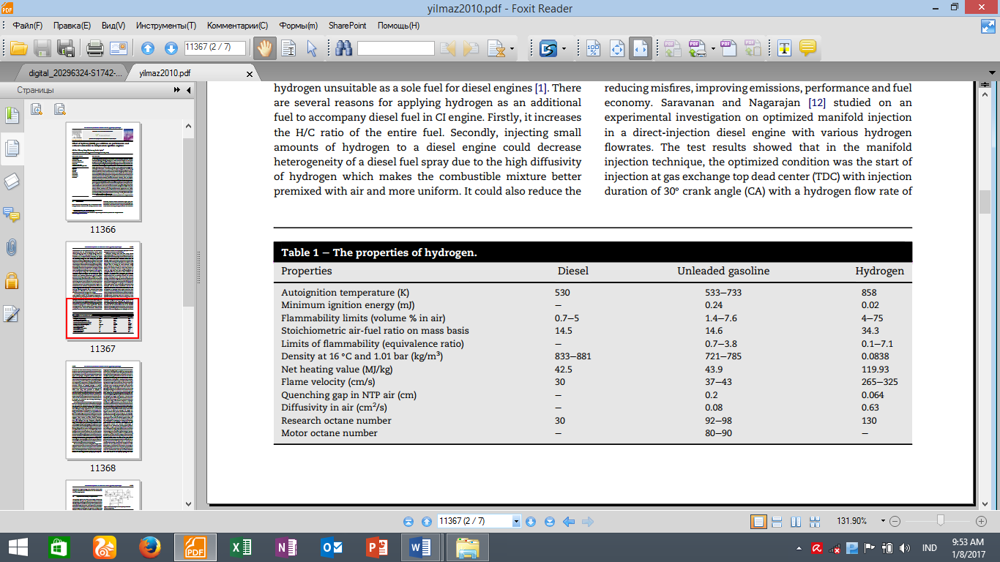 yilmaz2010.pdf - Foxit Reader
Файл(F) Правка(E) Вид(V) Инструменты(T) Комментарии(C) Формы(m) SharePoint Помощь(H)
11367 (2 / 7)
digital_20296324-S1742-... yilmaz2010.pdf
Страницы
11366
11367
11368
hydrogen unsuitable as a sole fuel for diesel engines [1]. There
are several reasons for applying hydrogen as an additional
fuel to accompany diesel fuel in CI engine. Firstly, it increases
the H/C ratio of the entire fuel. Secondly, injecting small
amounts of hydrogen to a diesel engine could decrease
heterogeneity of a diesel fuel spray due to the high diffusivity
of hydrogen which makes the combustible mixture better
premixed with air and more uniform. It could also reduce the
reducing misfires, improving emissions, performance and fuel
economy. Saravanan and Nagarajan [12] studied on an
experimental investigation on optimized manifold injection
in a direct-injection diesel engine with various hydrogen
flowrates. The test results showed that in the manifold
injection technique, the optimized condition was the start of
injection at gas exchange top dead center (TDC) with injection
duration of 30° crank angle (CA) with a hydrogen flow rate of
Table 1 – The properties of hydrogen.
Properties Diesel Unleaded gasoline Hydrogen
Autoignition temperature (K) 530 533–733 858
Minimum ignition energy (mJ) – 0.24 0.02
Flammability limits (volume % in air) 0.7–5 1.4–7.6 4–75
Stoichiometric air-fuel ratio on mass basis 14.5 14.6 34.3
Limits of flammability (equivalence ratio) – 0.7–3.8 0.1–7.1
Density at 16 °C and 1.01 bar (kg/m³) 833–881 721–785 0.0838
Net heating value (MJ/kg) 42.5 43.9 119.93
Flame velocity (cm/s) 30 37–43 265–325
Quenching gap in NTP air (cm) – 0.2 0.064
Diffusivity in air (cm²/s) – 0.08 0.63
Research octane number 30 92–98 130
Motor octane number – 80–90 –
11367 (2 / 7)
131.90%
IND
9:53 AM
1/8/2017